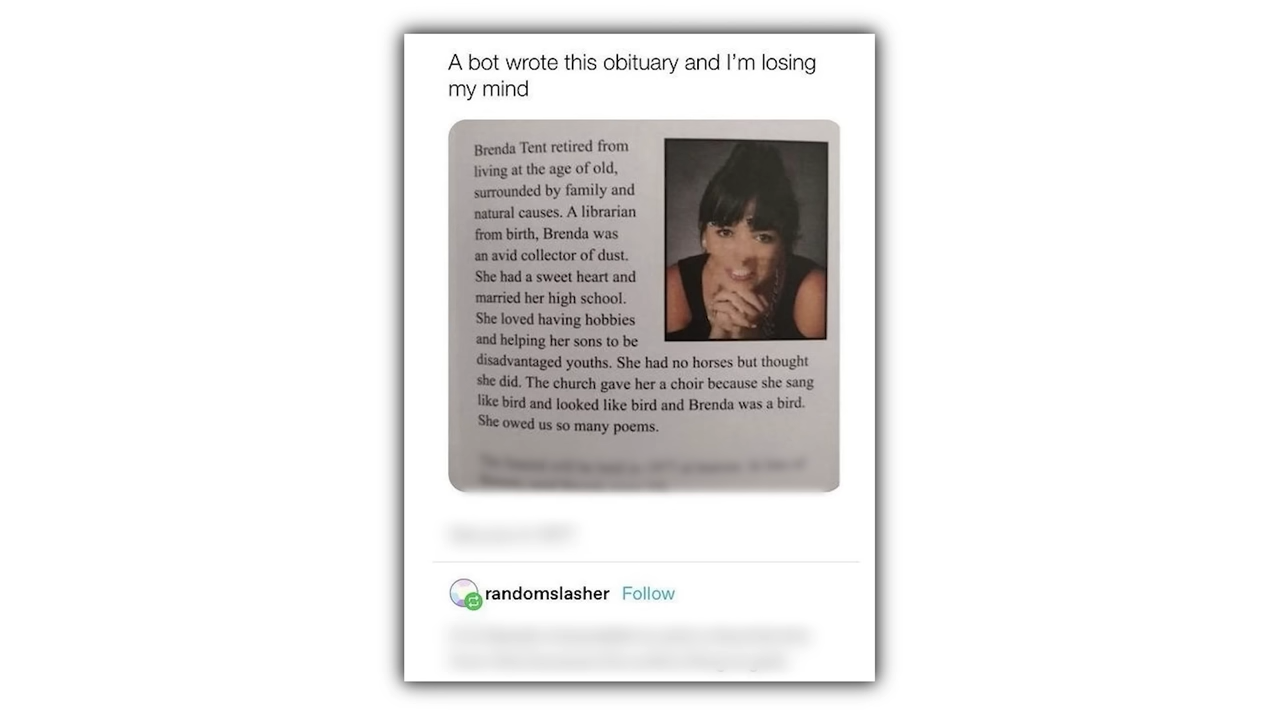 A bot wrote this obituary and I’m losing
my mind
Brenda Tent retired from
living at the age of old,
surrounded by family and
natural causes. A librarian
from birth, Brenda was
an avid collector of dust.
She had a sweet heart and
married her high school.
She loved having hobbies
and helping her sons to be
disadvantaged youths. She had no horses but thought
she did. The church gave her a choir because she sang
like bird and looked like bird and Brenda was a bird.
She owed us so many poems.
randomslasher Follow